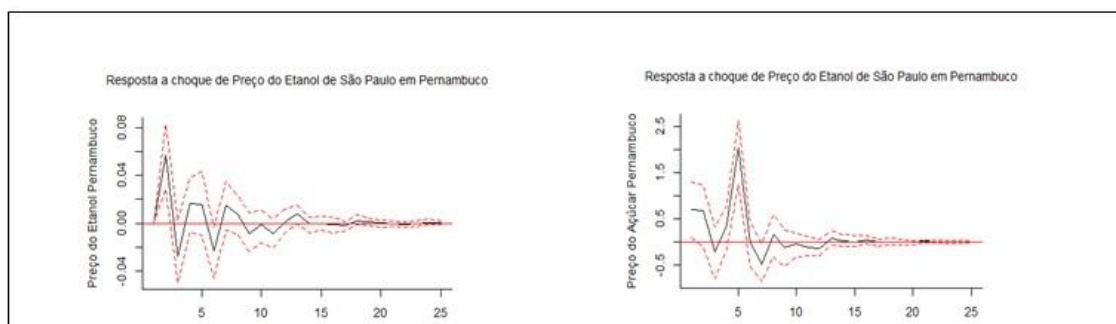 Resposta a choque de Preço do Etanol de São Paulo em Pernambuco
Preço do Etanol Pernambuco
0.08
0.04
0.00
-0.04
5 10 15 20 25
Resposta a choque de Preço do Etanol de São Paulo em Pernambuco
Preço do Açúcar Pernambuco
2.5
1.5
0.5
-0.5
5 10 15 20 25